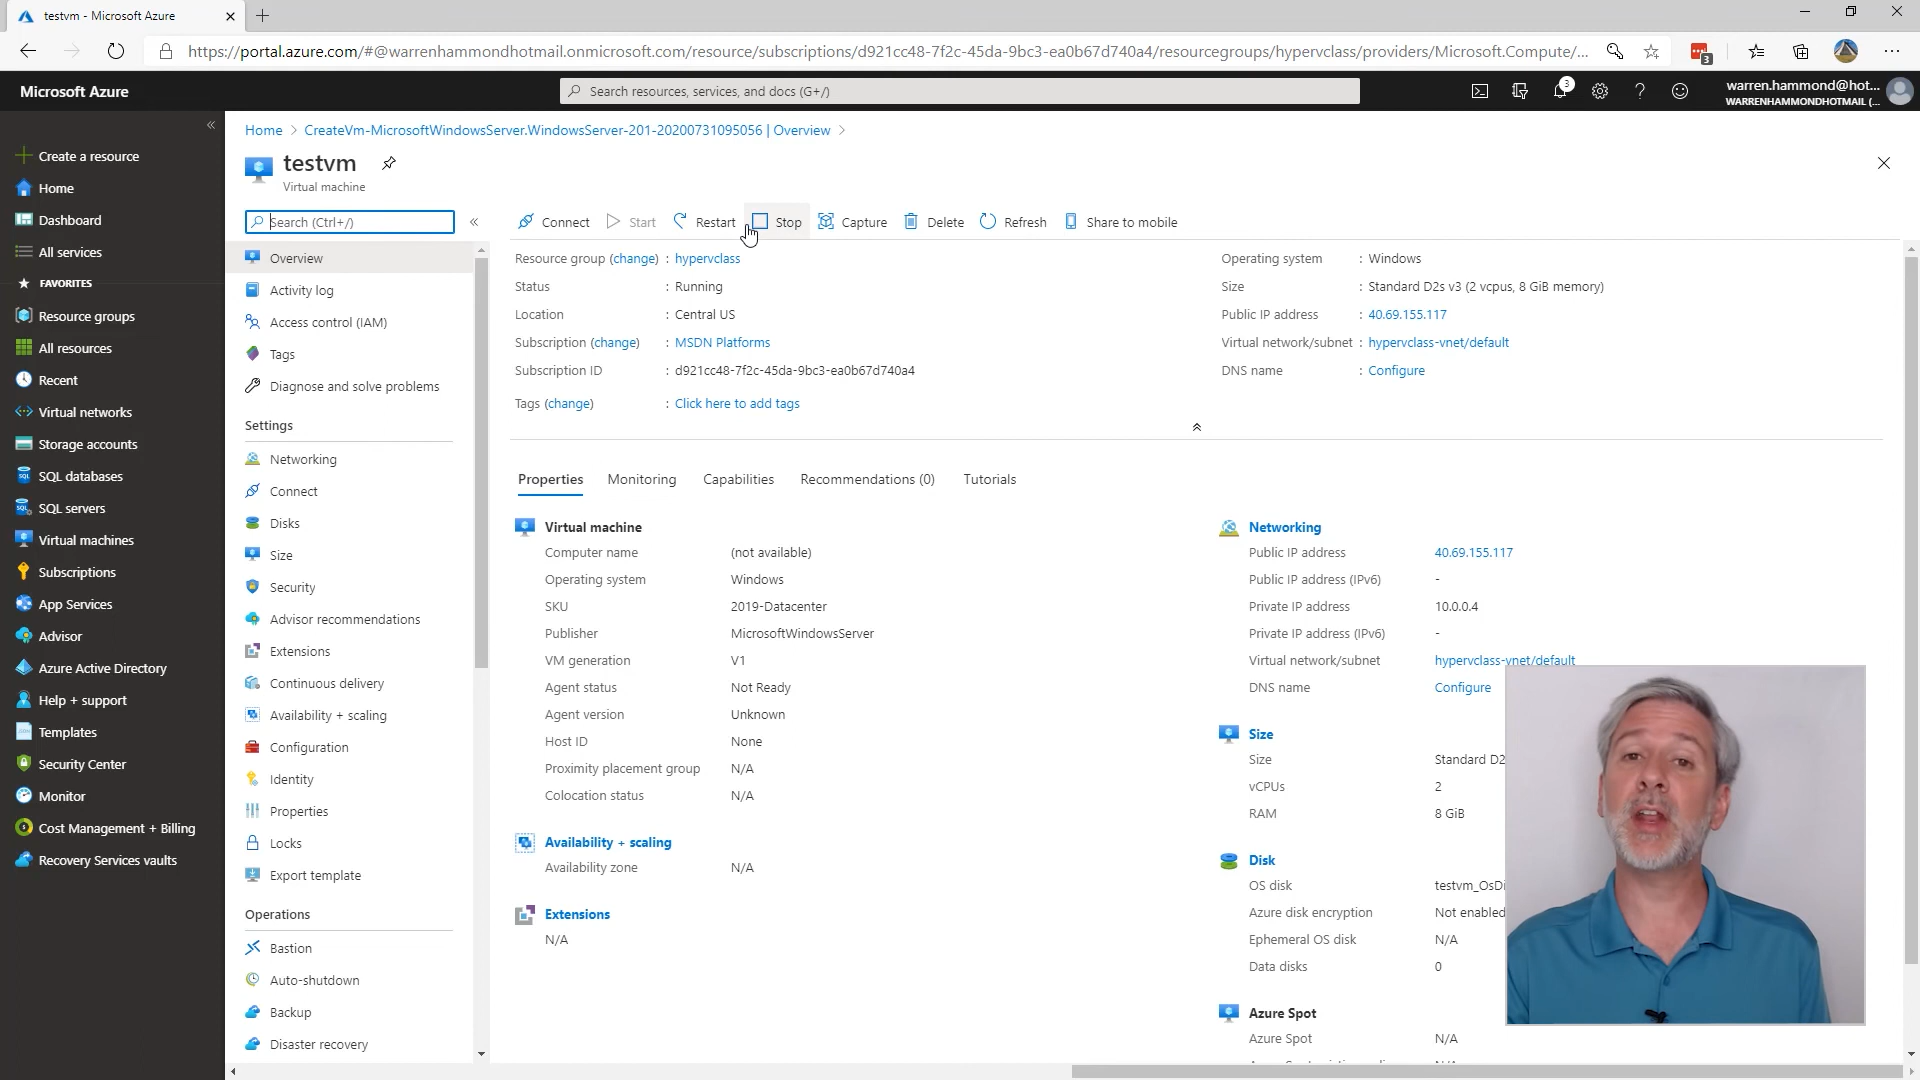 testvm - Microsoft Azure
https://portal.azure.com/#@warrenhammondhotmail.onmicrosoft.com/resource/subscriptions/d921cc48-7f2c-45da-9bc3-ea0b67d740a4/resourcegroups/hypervclass/providers/Microsoft.Compute/...
3
Microsoft Azure
Search resources, services, and docs (G+/)
3
warren.hammond@hot...
WARRENHAMMONDHOTMAIL (...
Create a resource
Home
Dashboard
All services
FAVORITES
Resource groups
All resources
Recent
Virtual networks
Storage accounts
SQL databases
SQL servers
Virtual machines
Subscriptions
App Services
Advisor
Azure Active Directory
Help + support
Templates
Security Center
Monitor
Cost Management + Billing
Recovery Services vaults
Home > CreateVm-MicrosoftWindowsServer.WindowsServer-201-20200731095056 | Overview >
testvm
Virtual machine
Search (Ctrl+/)
Overview
Activity log
Access control (IAM)
Tags
Diagnose and solve problems
Settings
Networking
Connect
Disks
Size
Security
Advisor recommendations
Extensions
Continuous delivery
Availability + scaling
Configuration
Identity
Properties
Locks
Export template
Operations
Bastion
Auto-shutdown
Backup
Disaster recovery
Connect Start Restart Stop Capture Delete Refresh Share to mobile
Resource group (change) : hypervclass
Status : Running
Location : Central US
Subscription (change) : MSDN Platforms
Subscription ID : d921cc48-7f2c-45da-9bc3-ea0b67d740a4
Tags (change) : Click here to add tags
Operating system : Windows
Size : Standard D2s v3 (2 vcpus, 8 GiB memory)
Public IP address : 40.69.155.117
Virtual network/subnet : hypervclass-vnet/default
DNS name : Configure
Properties Monitoring Capabilities Recommendations (0) Tutorials
Virtual machine
Computer name (not available)
Operating system Windows
SKU 2019-Datacenter
Publisher MicrosoftWindowsServer
VM generation V1
Agent status Not Ready
Agent version Unknown
Host ID None
Proximity placement group N/A
Colocation status N/A
Availability + scaling
Availability zone N/A
Extensions
N/A
Networking
Public IP address 40.69.155.117
Public IP address (IPv6) -
Private IP address 10.0.0.4
Private IP address (IPv6) -
Virtual network/subnet hypervclass-vnet/default
DNS name Configure
Size
Size Standard D2
vCPUs 2
RAM 8 GiB
Disk
OS disk testvm_OsDi
Azure disk encryption Not enabled
Ephemeral OS disk N/A
Data disks 0
Azure Spot
Azure Spot N/A